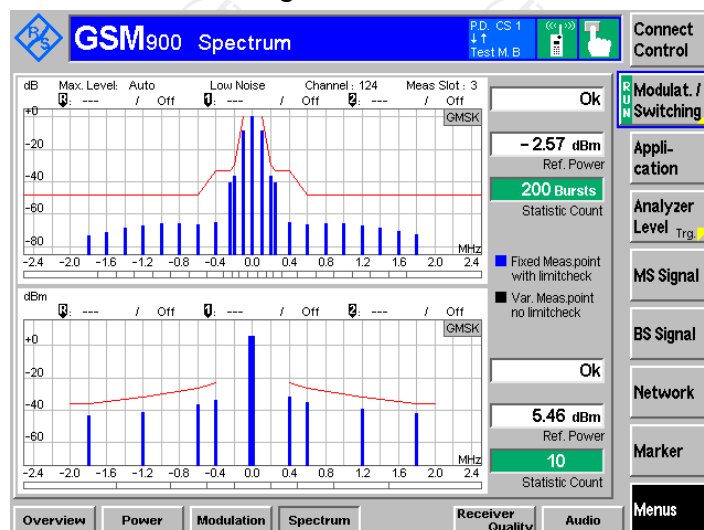 R/S
GSM900 Spectrum
P.D. CS 1
Test M. B
Connect Control
dB Max. Level: Auto Low Noise Channel : 124 Meas Slot : 3
R: --- / Off 1: --- / Off 2: --- / Off
GMSK
+0
-20
-40
-60
-80
MHz
-2.4 -2.0 -1.6 -1.2 -0.8 -0.4 0.0 0.4 0.8 1.2 1.6 2.0 2.4
Ok
- 2.57 dBm
Ref. Power
200 Bursts
Statistic Count
Fixed Meas.point
with limitcheck
Var. Meas.point
no limitcheck
dBm
R: --- / Off 1: --- / Off 2: --- / Off
GMSK
+0
-20
-40
-60
MHz
-2.4 -2.0 -1.6 -1.2 -0.8 -0.4 0.0 0.4 0.8 1.2 1.6 2.0 2.4
Ok
5.46 dBm
Ref. Power
10
Statistic Count
RUN
Modulat. /
Switching
Appli-
cation
Analyzer
Level Trg.
MS Signal
BS Signal
Network
Marker
Menus
Overview Power Modulation Spectrum Receiver Quality Audio